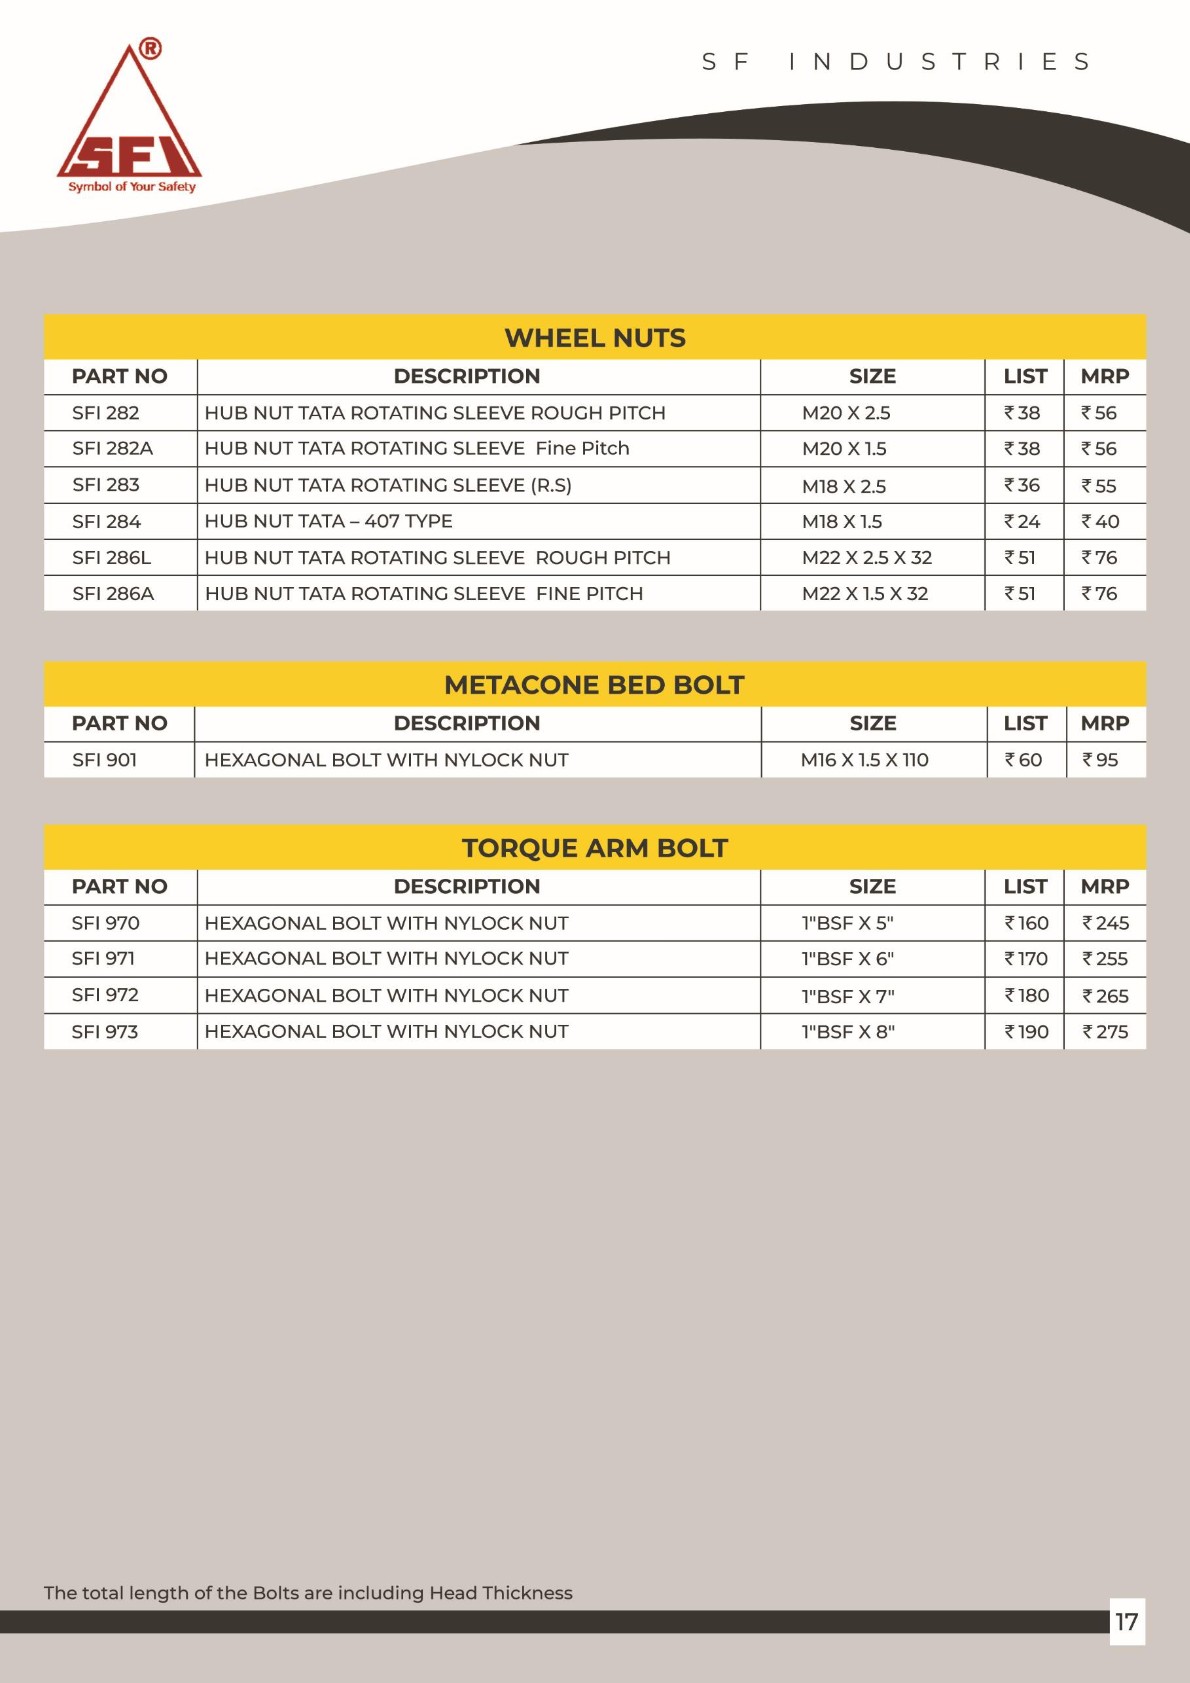 ®
SFI
Symbol of Your Safety
SF INDUSTRIES
WHEEL NUTS
PART NO DESCRIPTION SIZE LIST MRP
SFI 282 HUB NUT TATA ROTATING SLEEVE ROUGH PITCH M20 X 2.5 ₹38 ₹56
SFI 282A HUB NUT TATA ROTATING SLEEVE Fine Pitch M20 X 1.5 ₹38 ₹56
SFI 283 HUB NUT TATA ROTATING SLEEVE (R.S) M18 X 2.5 ₹36 ₹55
SFI 284 HUB NUT TATA – 407 TYPE M18 X 1.5 ₹24 ₹40
SFI 286L HUB NUT TATA ROTATING SLEEVE ROUGH PITCH M22 X 2.5 X 32 ₹51 ₹76
SFI 286A HUB NUT TATA ROTATING SLEEVE FINE PITCH M22 X 1.5 X 32 ₹51 ₹76
METACONE BED BOLT
PART NO DESCRIPTION SIZE LIST MRP
SFI 901 HEXAGONAL BOLT WITH NYLOCK NUT M16 X 1.5 X 110 ₹60 ₹95
TORQUE ARM BOLT
PART NO DESCRIPTION SIZE LIST MRP
SFI 970 HEXAGONAL BOLT WITH NYLOCK NUT 1"BSF X 5" ₹160 ₹245
SFI 971 HEXAGONAL BOLT WITH NYLOCK NUT 1"BSF X 6" ₹170 ₹255
SFI 972 HEXAGONAL BOLT WITH NYLOCK NUT 1"BSF X 7" ₹180 ₹265
SFI 973 HEXAGONAL BOLT WITH NYLOCK NUT 1"BSF X 8" ₹190 ₹275
The total length of the Bolts are including Head Thickness
17